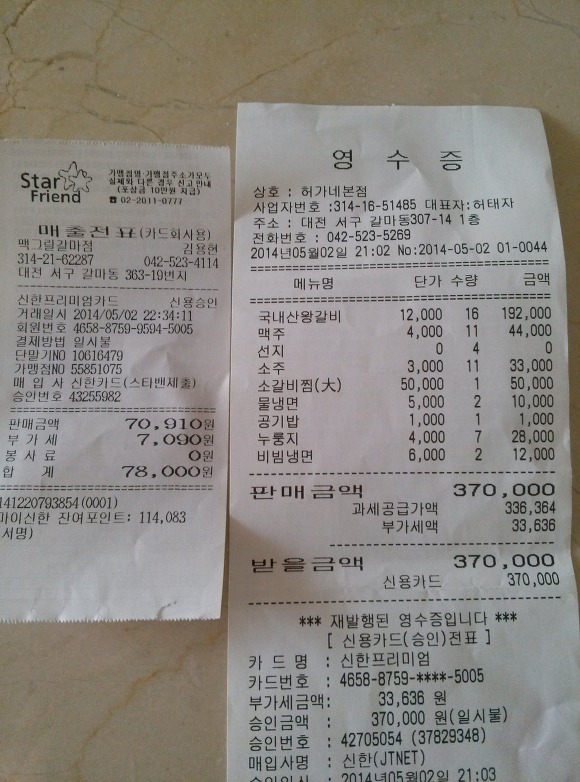 Star
Friend
가맹점명·가맹점주소가모두
실제와 다른 경우 신고안내
(포상금 10만원 지급)
☎ 02-2011-0777
매출전표(카드회사용)
맥그릴갈마점 김용현
314-21-62287 042-523-4114
대전 서구 갈마동 363-19번지
신한프리미엄카드 신용승인
거래일시 2014/05/02 22:34:11
회원번호 4658-8759-9594-5005
결제방법 일시불
단말기NO 10616479
가맹점NO 55851075
매 입 사 신한카드(스타밴제출)
승인번호 43255982
판매금액 70,910원
부 가 세 7,090원
봉 사 료 0원
합 계 78,000원
141220793854(0001)
마이신한 잔여포인트: 114,083
서명)
영 수 증
상호 : 허가네본점
사업자번호 :314-16-51485 대표자:허태자
주소 : 대전 서구 갈마동307-14 1층
전화번호 : 042-523-5269
2014년05월02일 21:02 No:2014-05-02 01-0044
메뉴명 단가 수량 금액
국내산왕갈비 12,000 16 192,000
맥주 4,000 11 44,000
선지 0 4 0
소주 3,000 11 33,000
소갈비찜(大) 50,000 1 50,000
물냉면 5,000 2 10,000
공기밥 1,000 1 1,000
누룽지 4,000 7 28,000
비빔냉면 6,000 2 12,000
판매금액 370,000
과세공급가액 336,364
부가세액 33,636
받을금액 370,000
신용카드 370,000
*** 재발행된 영수증입니다 ***
[ 신용카드(승인)전표 ]
카 드 명 : 신한프리미엄
카드번호 : 4658-8759-****-5005
부가세금액: 33,636 원
승인금액 : 370,000 원(일시불)
승인번호 : 42705054 (37829348)
매입사명 : 신한(JTNET)
승인일시 : 2014년05월02일 21:03